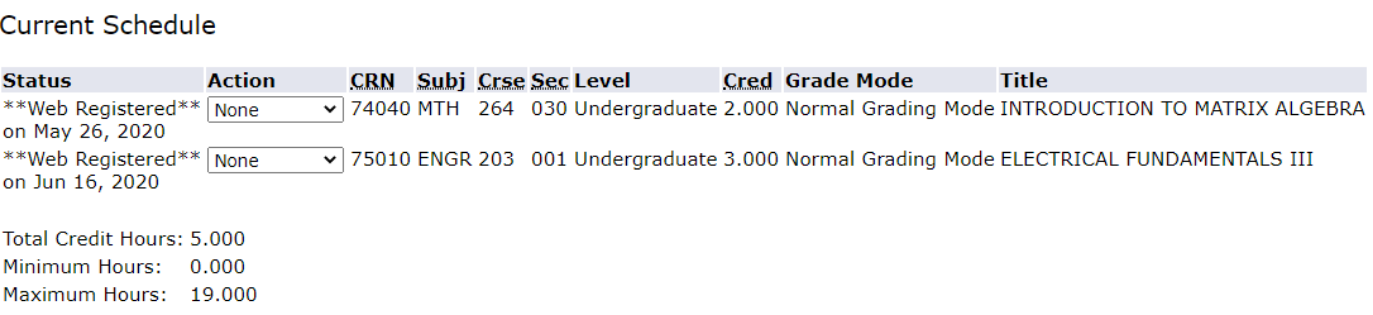 Current Schedule
Status Action CRN Subj Crse Sec Level Cred Grade Mode Title
**Web Registered** None 74040 MTH 264 030 Undergraduate 2.000 Normal Grading Mode INTRODUCTION TO MATRIX ALGEBRA
on May 26, 2020
**Web Registered** None 75010 ENGR 203 001 Undergraduate 3.000 Normal Grading Mode ELECTRICAL FUNDAMENTALS III
on Jun 16, 2020
Total Credit Hours: 5.000
Minimum Hours: 0.000
Maximum Hours: 19.000